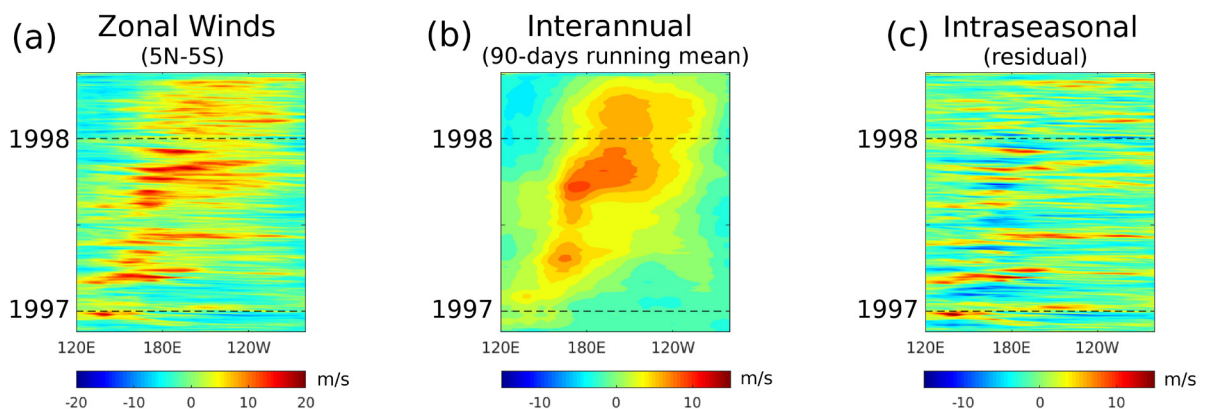 (a) Zonal Winds
(5N-5S)
1998
1997
120E 180E 120W
-20 -10 0 10 20 m/s
(b) Interannual
(90-days running mean)
1998
1997
120E 180E 120W
-10 0 10 m/s
(c) Intraseasonal
(residual)
1998
1997
120E 180E 120W
-10 0 10 m/s